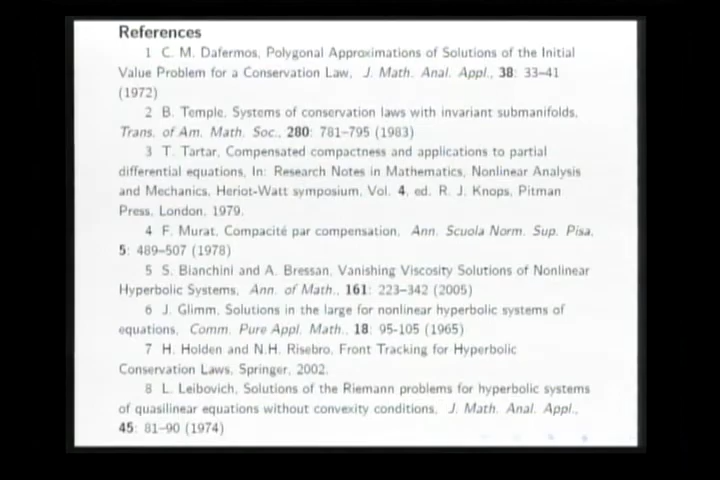 References
1 C. M. Dafermos, Polygonal Approximations of Solutions of the Initial
Value Problem for a Conservation Law, J. Math. Anal. Appl., 38: 33–41
(1972)
2 B. Temple, Systems of conservation laws with invariant submanifolds,
Trans. of Am. Math. Soc., 280: 781–795 (1983)
3 T. Tartar, Compensated compactness and applications to partial
differential equations, In: Research Notes in Mathematics, Nonlinear Analysis
and Mechanics, Heriot-Watt symposium, Vol. 4, ed. R. J. Knops, Pitman
Press, London, 1979.
4 F. Murat, Compacité par compensation, Ann. Scuola Norm. Sup. Pisa,
5: 489–507 (1978)
5 S. Bianchini and A. Bressan, Vanishing Viscosity Solutions of Nonlinear
Hyperbolic Systems, Ann. of Math., 161: 223–342 (2005)
6 J. Glimm, Solutions in the large for nonlinear hyperbolic systems of
equations, Comm. Pure Appl. Math., 18: 95-105 (1965)
7 H. Holden and N.H. Risebro, Front Tracking for Hyperbolic
Conservation Laws, Springer, 2002.
8 L. Leibovich, Solutions of the Riemann problems for hyperbolic systems
of quasilinear equations without convexity conditions, J. Math. Anal. Appl.,
45: 81–90 (1974)